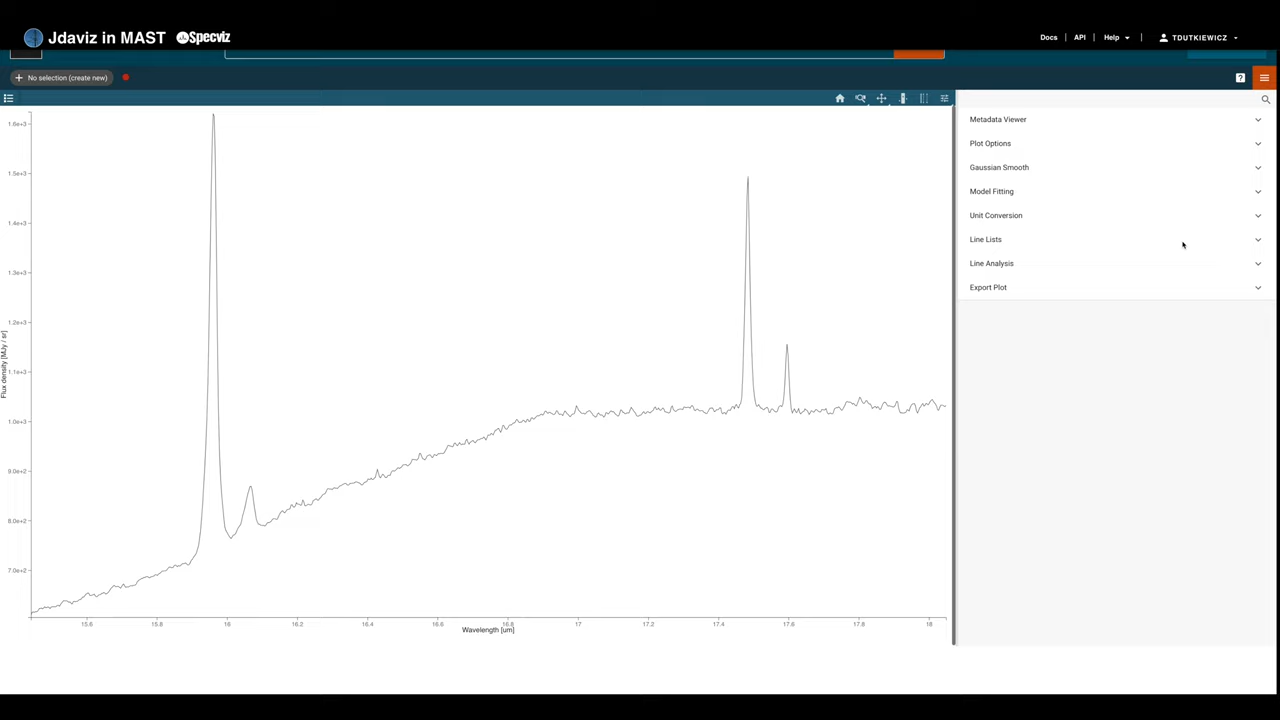 Jdaviz in MAST Specviz
Docs API Help TDUTKIEWICZ
No selection (create new)
Metadata Viewer
Plot Options
Gaussian Smooth
Model Fitting
Unit Conversion
Line Lists
Line Analysis
Export Plot
1.6e+3
1.5e+3
1.4e+3
1.3e+3
1.2e+3
1.1e+3
1.0e+3
9.0e+2
8.0e+2
7.0e+2
Flux density [MJy / sr]
15.6 15.8 16 16.2 16.4 16.6 16.8 17 17.2 17.4 17.6 17.8 18
Wavelength [um]